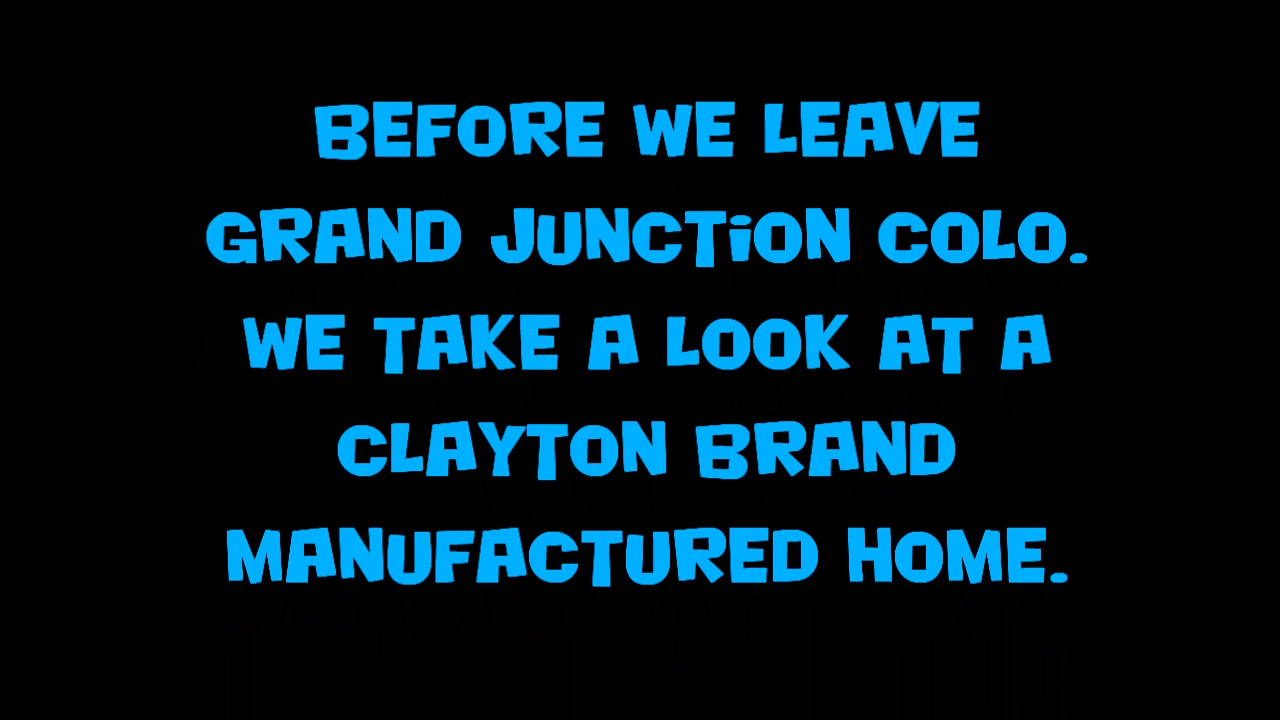 BEFORE WE LEAVE
GRAND JUNCTiON COLO.
WE TAKE A LOOK AT A
CLAYTON BRAND
MANUFACTURED HOME.